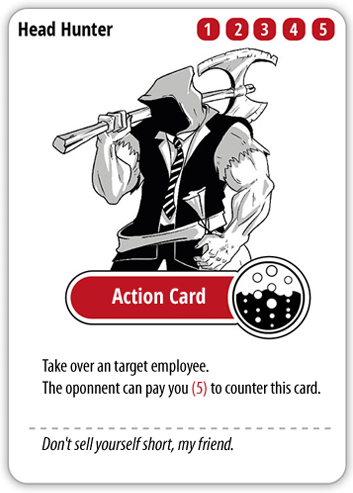 Head Hunter
1 2 3 4 5
Action Card
Take over an target employee.
The oponnent can pay you (5) to counter this card.
Don't sell yourself short, my friend.